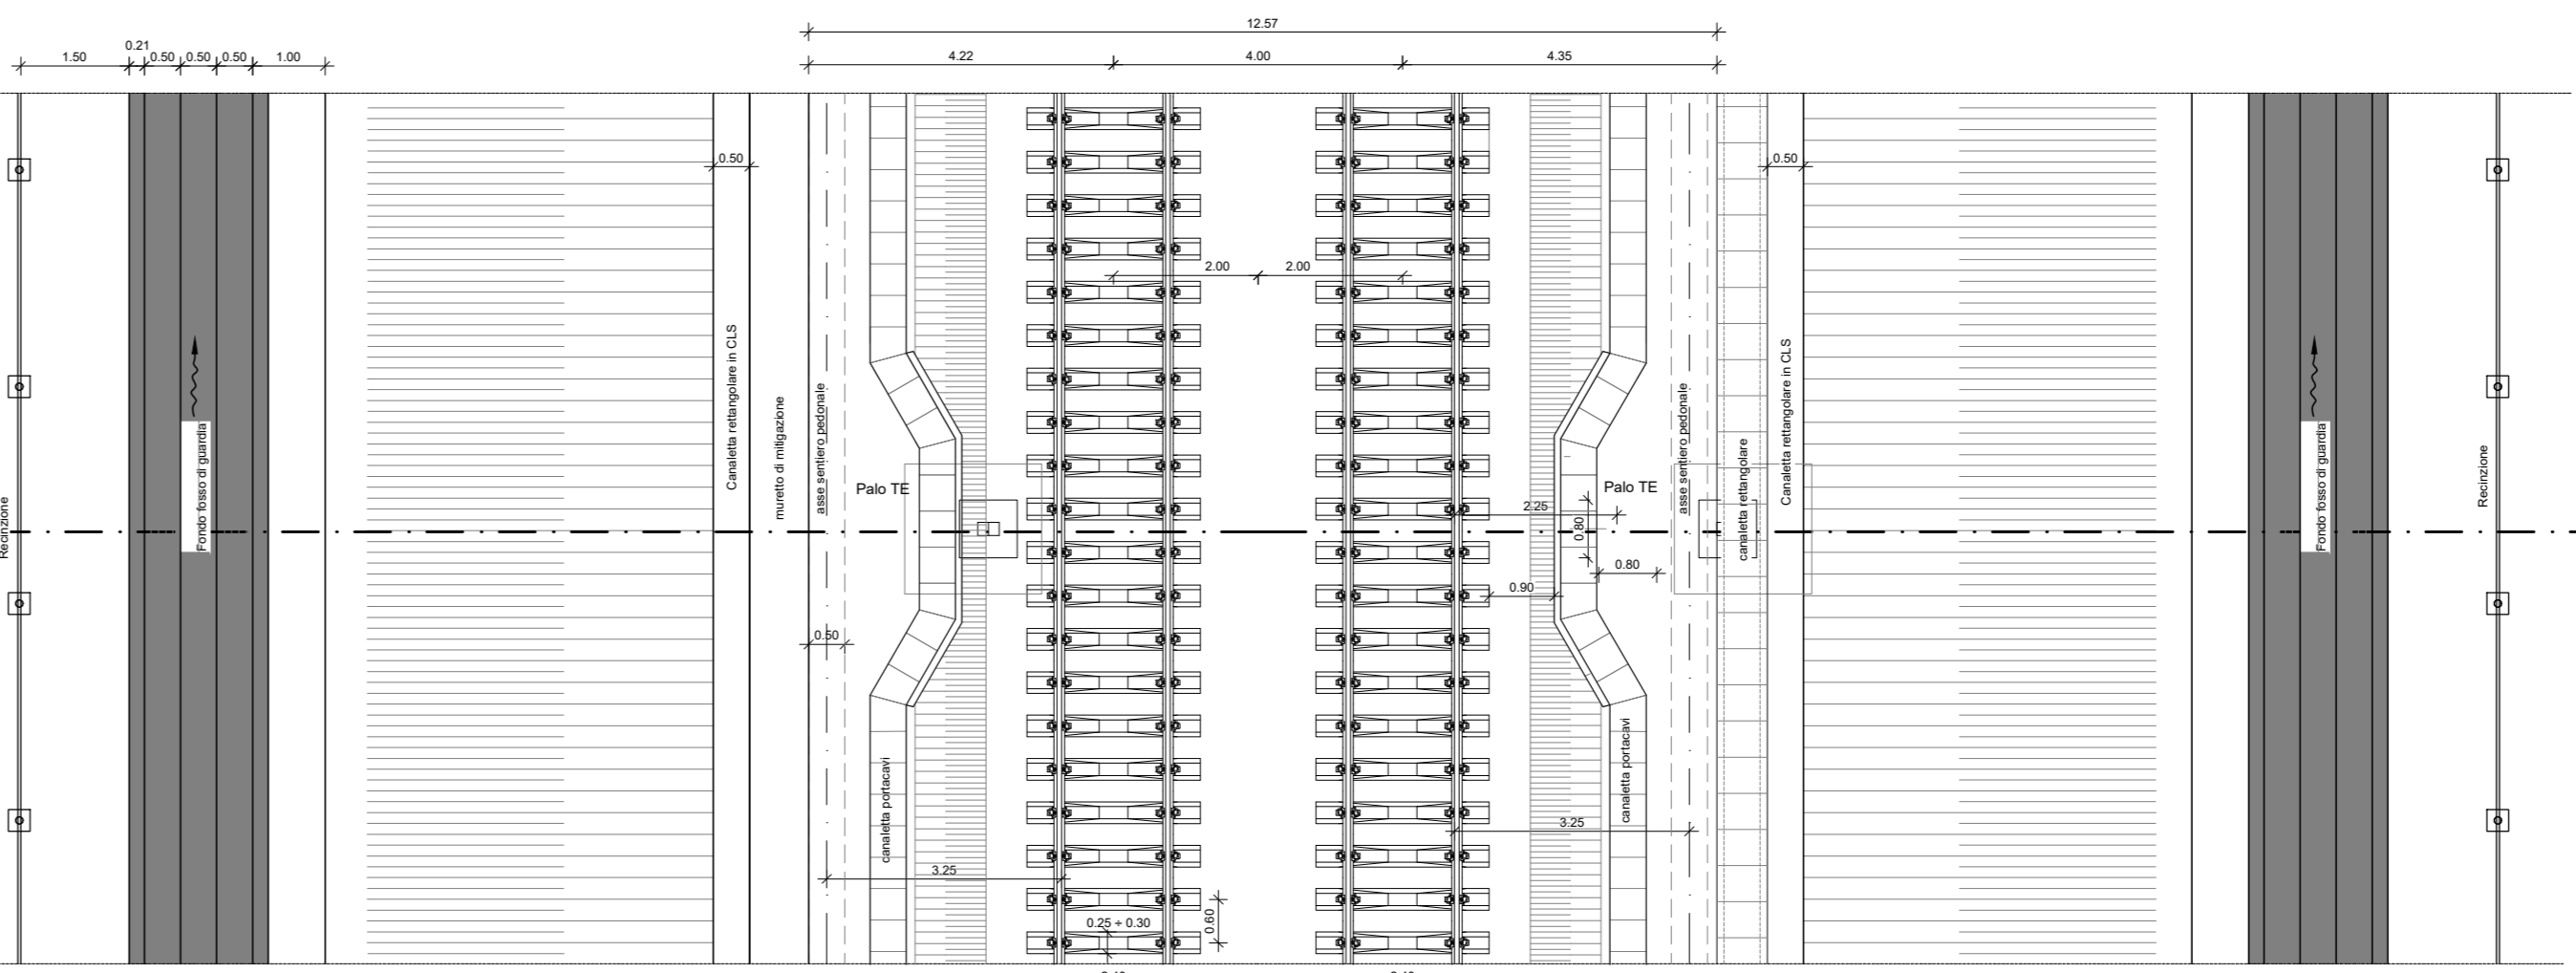 12.57
0.21
1.50
0.50
0.50
0.50
1.00
4.22
4.00
4.35
0.50
0.50
2.00
2.00
Canaletta rettangolare in CLS
muretto di mitigazione
asse sentiero pedonale
asse sentiero pedonale
Canaletta rettangolare in CLS
canaletta rettangolare
Fondo fosso di guardia
Fondo fosso di guardia
Recinzione
Recinzione
Palo TE
Palo TE
2.25
0.80
0.80
0.90
0.50
canaletta portacavi
canaletta portacavi
3.25
3.25
0.25 ÷ 0.30
0.60